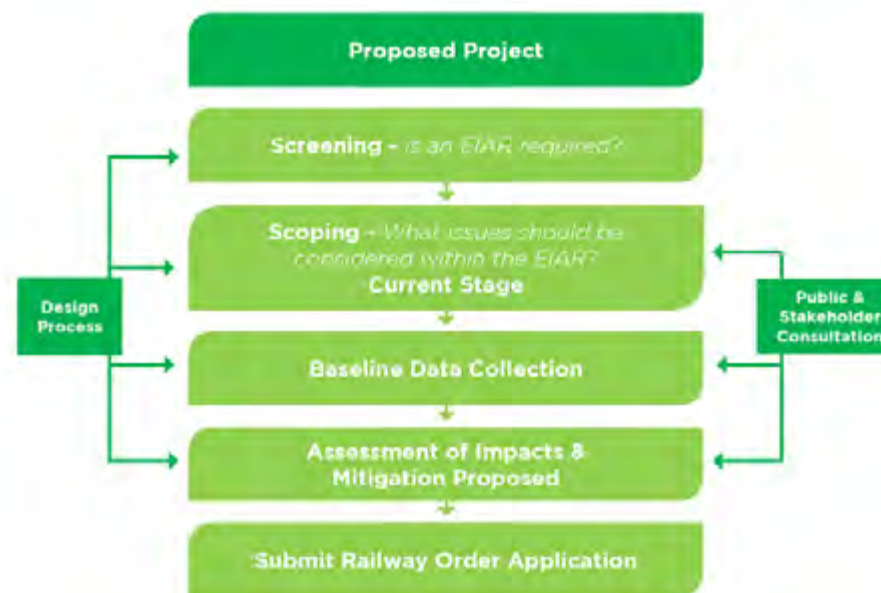 Proposed Project
Screening - is an EIAR required?
Scoping - What issues should be
considered within the EIAR?
Current Stage
Design
Process
Public &
Stakeholder
Consultation
Baseline Data Collection
Assessment of Impacts &
Mitigation Proposed
Submit Railway Order Application